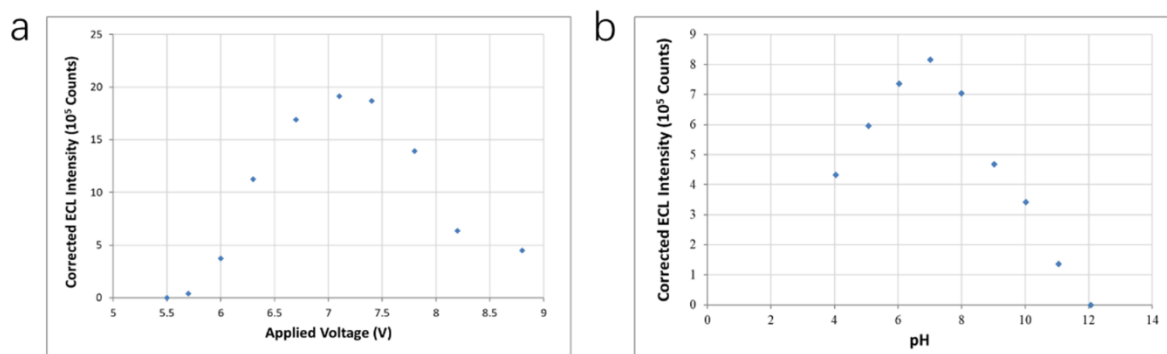 a
Corrected ECL Intensity (10⁵ Counts)
25
20
15
10
5
0
5 5.5 6 6.5 7 7.5 8 8.5 9
Applied Voltage (V)
b
Corrected ECL Intensity (10⁵ Counts)
9
8
7
6
5
4
3
2
1
0
0 2 4 6 8 10 12 14
pH